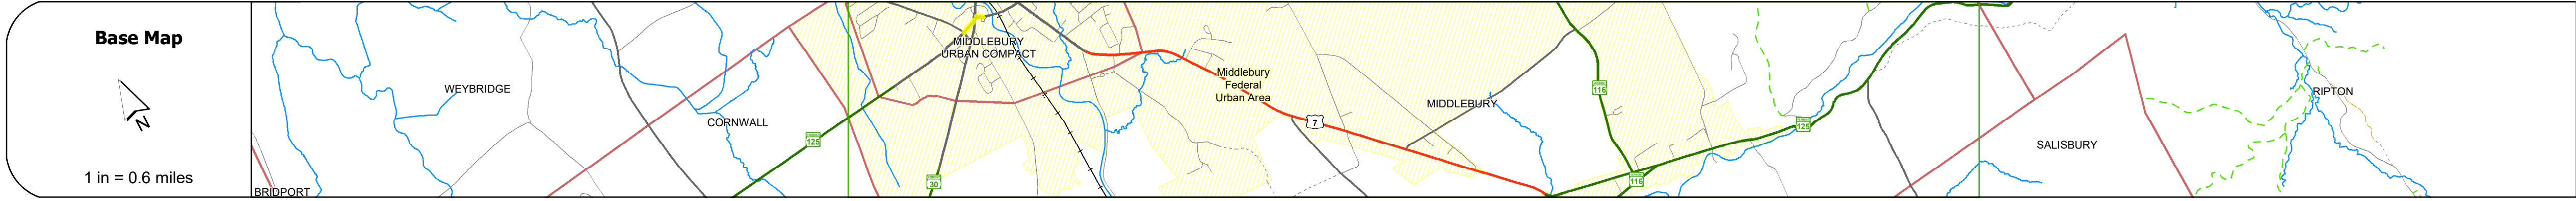 Base Map
N
1 in = 0.6 miles
BRIDPORT
WEYBRIDGE
CORNWALL
125
30
MIDDLEBURY
URBAN COMPACT
Middlebury
Federal
Urban Area
7
MIDDLEBURY
116
116
125
SALISBURY
RIPTON